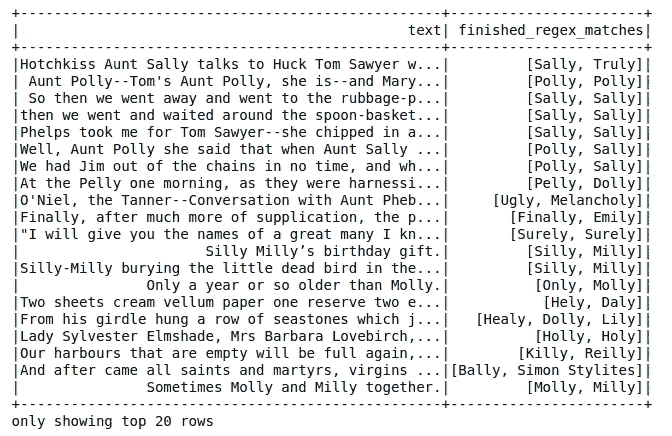 +---------------------------------------------------+-----------------------+
|                                               text| finished_regex_matches|
+---------------------------------------------------+-----------------------+
|Hotchkiss Aunt Sally talks to Huck Tom Sawyer w...|         [Sally, Truly]|
| Aunt Polly--Tom's Aunt Polly, she is--and Mary...|         [Polly, Polly]|
| So then we went away and went to the rubbage-p...|         [Sally, Sally]|
|then we went and waited around the spoon-basket...|         [Sally, Sally]|
|Phelps took me for Tom Sawyer--she chipped in a...|         [Sally, Sally]|
|Well, Aunt Polly she said that when Aunt Sally ...|         [Polly, Sally]|
|We had Jim out of the chains in no time, and wh...|         [Polly, Sally]|
|At the Pelly one morning, as they were harnessi...|         [Pelly, Dolly]|
|O'Niel, the Tanner--Conversation with Aunt Pheb...|     [Ugly, Melancholy]|
|Finally, after much more of supplication, the p...|       [Finally, Emily]|
|"I will give you the names of a great many I kn...|       [Surely, Surely]|
|                      Silly Milly’s birthday gift.|         [Silly, Milly]|
|Silly-Milly burying the little dead bird in the...|         [Silly, Milly]|
|               Only a year or so older than Molly.|          [Only, Molly]|
|Two sheets cream vellum paper one reserve two e...|           [Hely, Daly]|
|From his girdle hung a row of seastones which j...|   [Healy, Dolly, Lily]|
|Lady Sylvester Elmshade, Mrs Barbara Lovebirch,...|          [Holly, Holy]|
|Our harbours that are empty will be full again,...|        [Killy, Reilly]|
|And after came all saints and martyrs, virgins ...|[Bally, Simon Stylites]|
|               Sometimes Molly and Milly together.|         [Molly, Milly]|
+---------------------------------------------------+-----------------------+
only showing top 20 rows